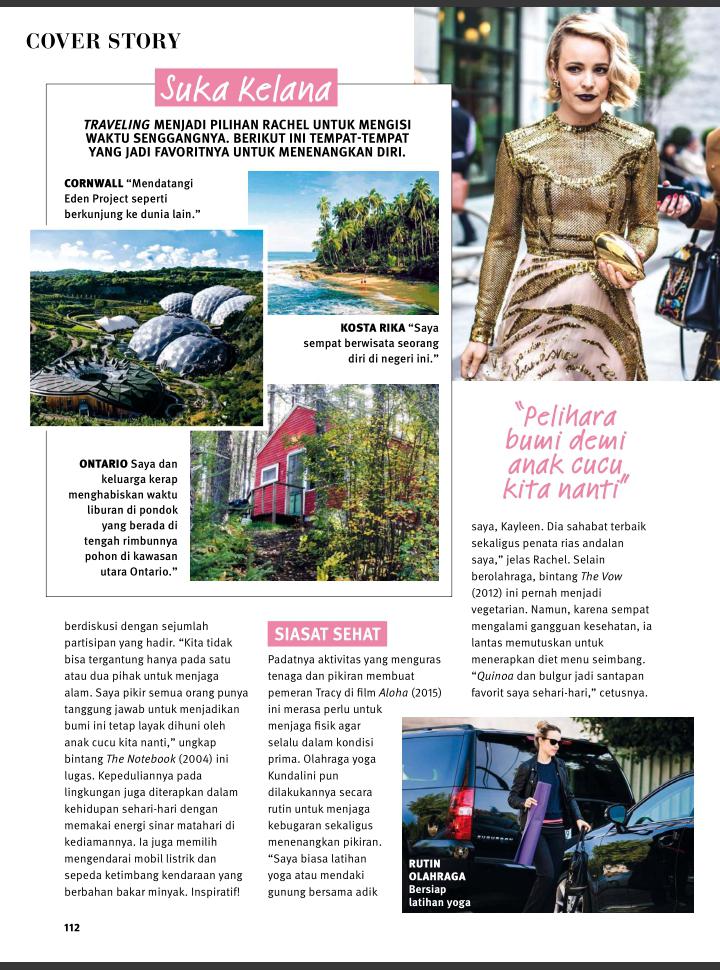 COVER STORY
Suka Kelana
TRAVELING MENJADI PILIHAN RACHEL UNTUK MENGISI
WAKTU SENGGANGNYA. BERIKUT INI TEMPAT-TEMPAT
YANG JADI FAVORITNYA UNTUK MENENANGKAN DIRI.
CORNWALL “Mendatangi
Eden Project seperti
berkunjung ke dunia lain.”
KOSTA RIKA “Saya
sempat berwisata seorang
diri di negeri ini.”
ONTARIO Saya dan
keluarga kerap
menghabiskan waktu
liburan di pondok
yang berada di
tengah rimbunnya
pohon di kawasan
utara Ontario.”
berdiskusi dengan sejumlah
partisipan yang hadir. “Kita tidak
bisa tergantung hanya pada satu
atau dua pihak untuk menjaga
alam. Saya pikir semua orang punya
tanggung jawab untuk menjadikan
bumi ini tetap layak dihuni oleh
anak cucu kita nanti,” ungkap
bintang The Notebook (2004) ini
lugas. Kepeduliannya pada
lingkungan juga diterapkan dalam
kehidupan sehari-hari dengan
memakai energi sinar matahari di
kediamannya. Ia juga memilih
mengendarai mobil listrik dan
sepeda ketimbang kendaraan yang
berbahan bakar minyak. Inspiratif!
SIASAT SEHAT
Padatnya aktivitas yang menguras
tenaga dan pikiran membuat
pemeran Tracy di film Aloha (2015)
ini merasa perlu untuk
menjaga fisik agar
selalu dalam kondisi
prima. Olahraga yoga
Kundalini pun
dilakukannya secara
rutin untuk menjaga
kebugaran sekaligus
menenangkan pikiran.
“Saya biasa latihan
yoga atau mendaki
gunung bersama adik
“Pelihara
bumi demi
anak cucu
kita nanti”
saya, Kayleen. Dia sahabat terbaik
sekaligus penata rias andalan
saya,” jelas Rachel. Selain
berolahraga, bintang The Vow
(2012) ini pernah menjadi
vegetarian. Namun, karena sempat
mengalami gangguan kesehatan, ia
lantas memutuskan untuk
menerapkan diet menu seimbang.
“Quinoa dan bulgur jadi santapan
favorit saya sehari-hari,” cetusnya.
SUBURBAN
RUTIN
OLAHRAGA
Bersiap
latihan yoga
112